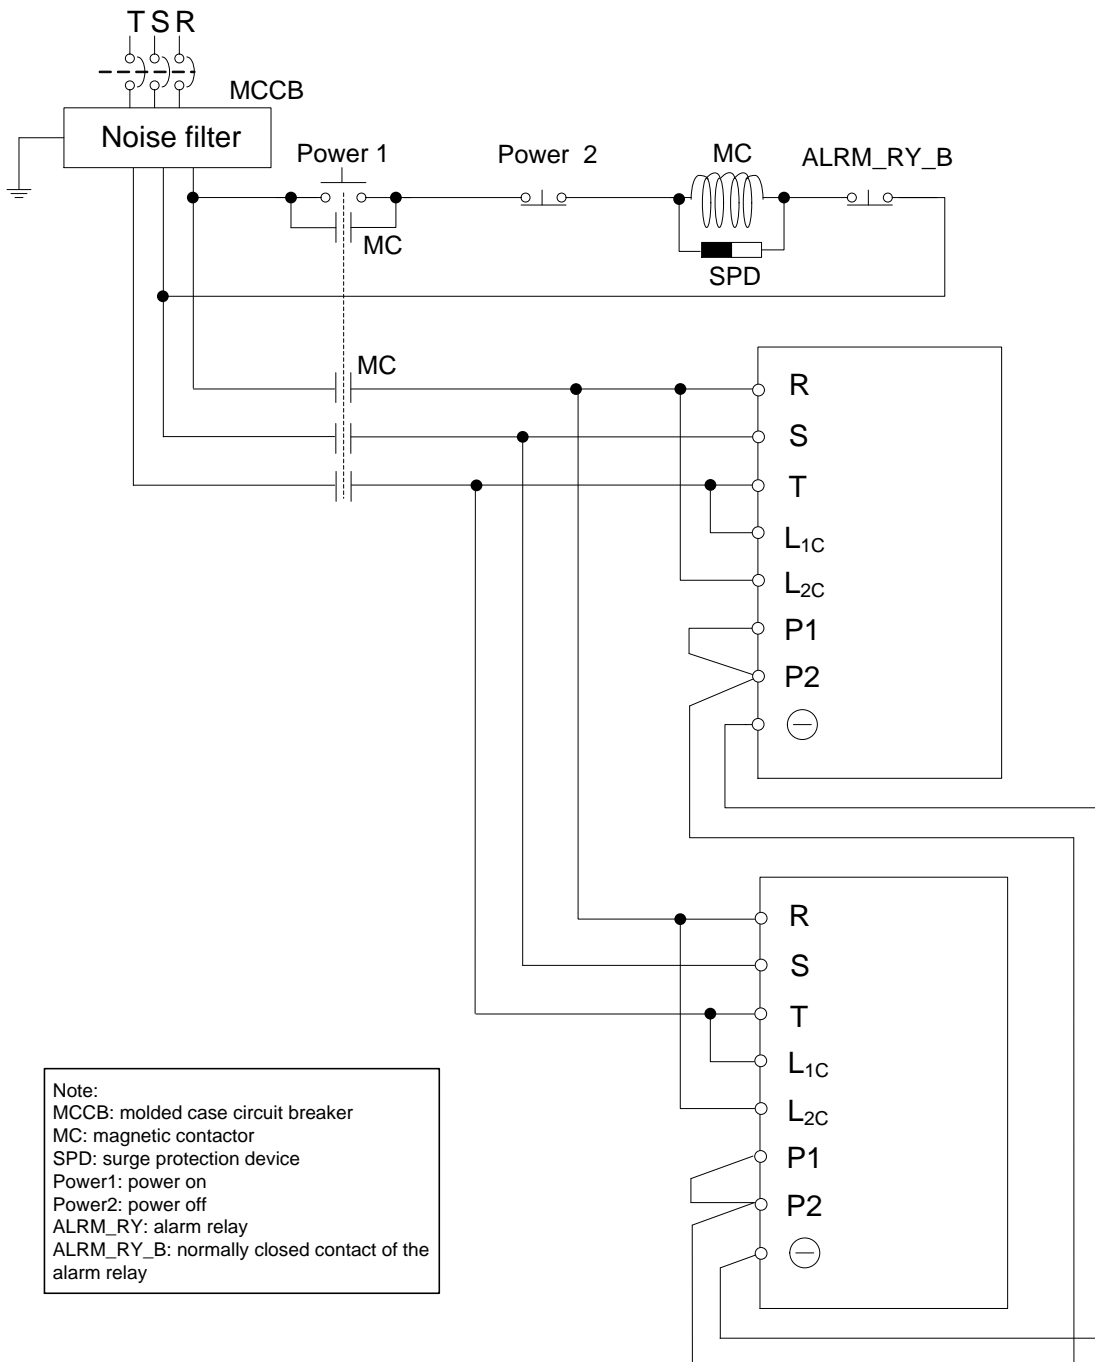 T S R
MCCB
Noise filter
Power 1
Power 2
MC
ALRM_RY_B
MC
SPD
MC
R
S
T
L1C
L2C
P1
P2
R
S
T
L1C
L2C
P1
P2
Note:
MCCB: molded case circuit breaker
MC: magnetic contactor
SPD: surge protection device
Power1: power on
Power2: power off
ALRM_RY: alarm relay
ALRM_RY_B: normally closed contact of the
alarm relay